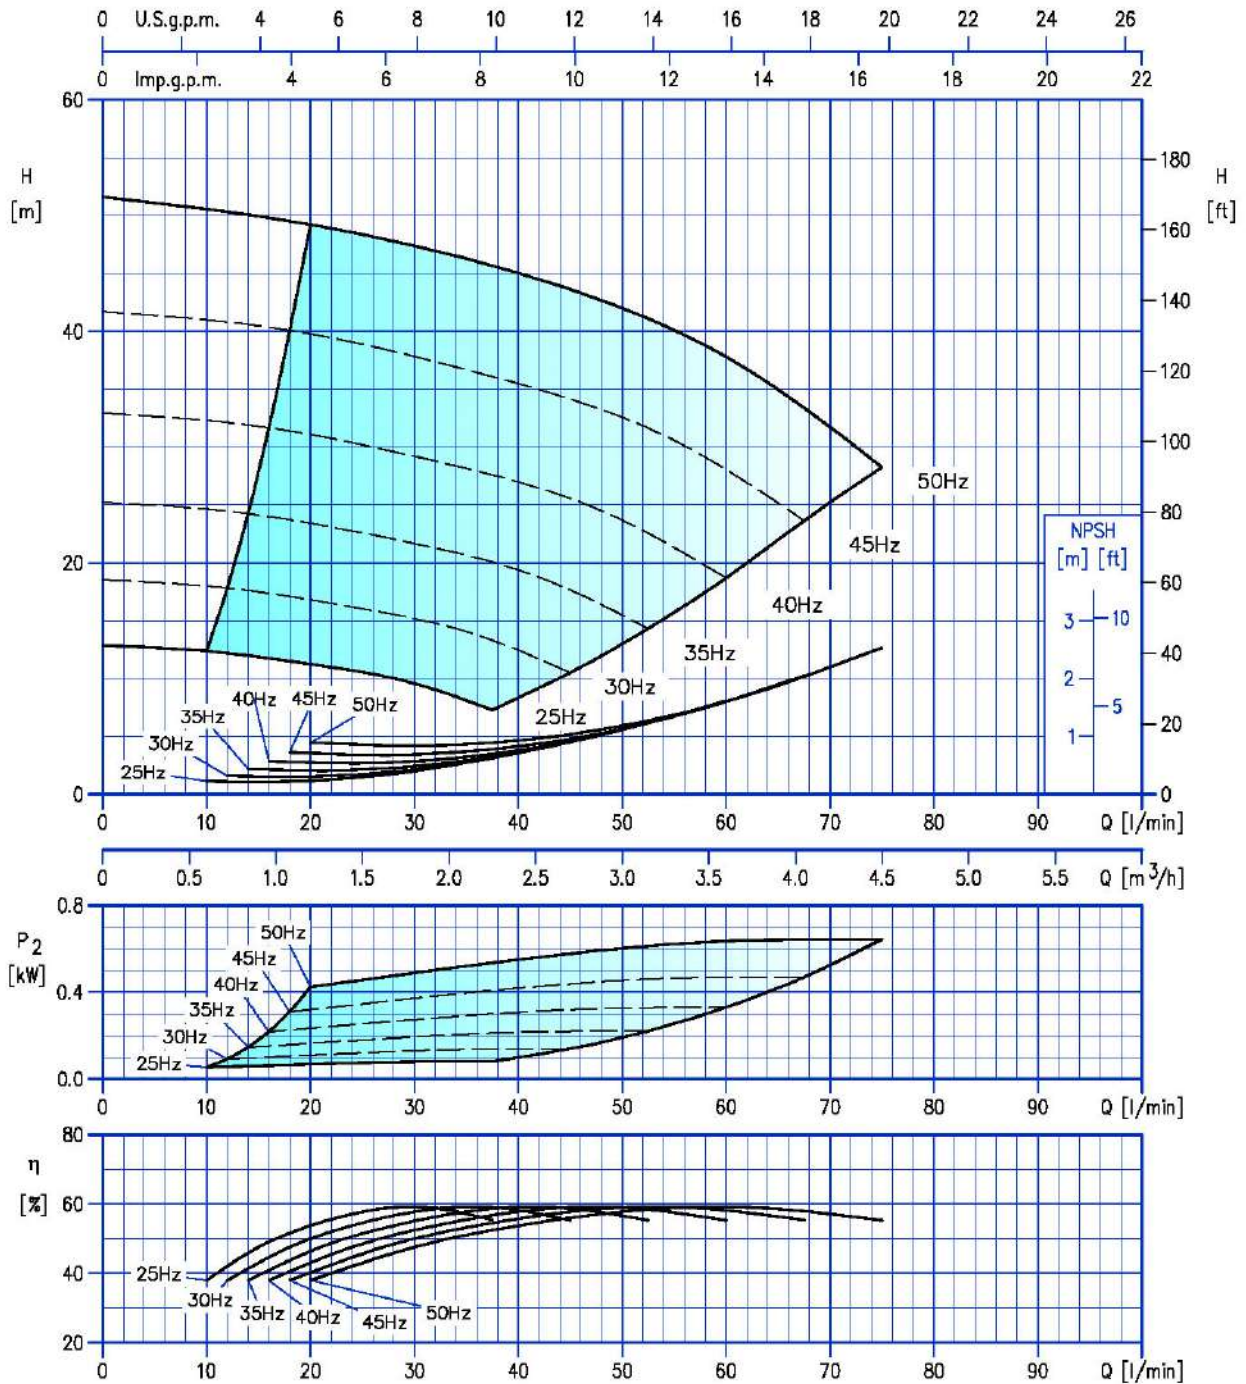 0 U.S.g.p.m. 4 6 8 10 12 14 16 18 20 22 24 26
0 Imp.g.p.m. 4 6 8 10 12 14 16 18 20 22
60
180
H
H
[m]
[ft]
160
140
40
120
100
50Hz
80
45Hz
NPSH
[m] [ft]
20
60
40Hz
3 10
35Hz
40
30Hz
2
40Hz 45Hz 50Hz
25Hz
5
35Hz
20
30Hz
1
25Hz
0
0
0 10 20 30 40 50 60 70 80 90 Q [l/min]
0 0.5 1.0 1.5 2.0 2.5 3.0 3.5 4.0 4.5 5.0 5.5 Q [m³/h]
0.8
50Hz
P2
45Hz
[kW]
0.4
40Hz
35Hz
30Hz
25Hz
0.0
0 10 20 30 40 50 60 70 80 90 Q [l/min]
80
η
[%]
60
40
25Hz
30Hz
35Hz
40Hz
45Hz
50Hz
20
0 10 20 30 40 50 60 70 80 90 Q [l/min]